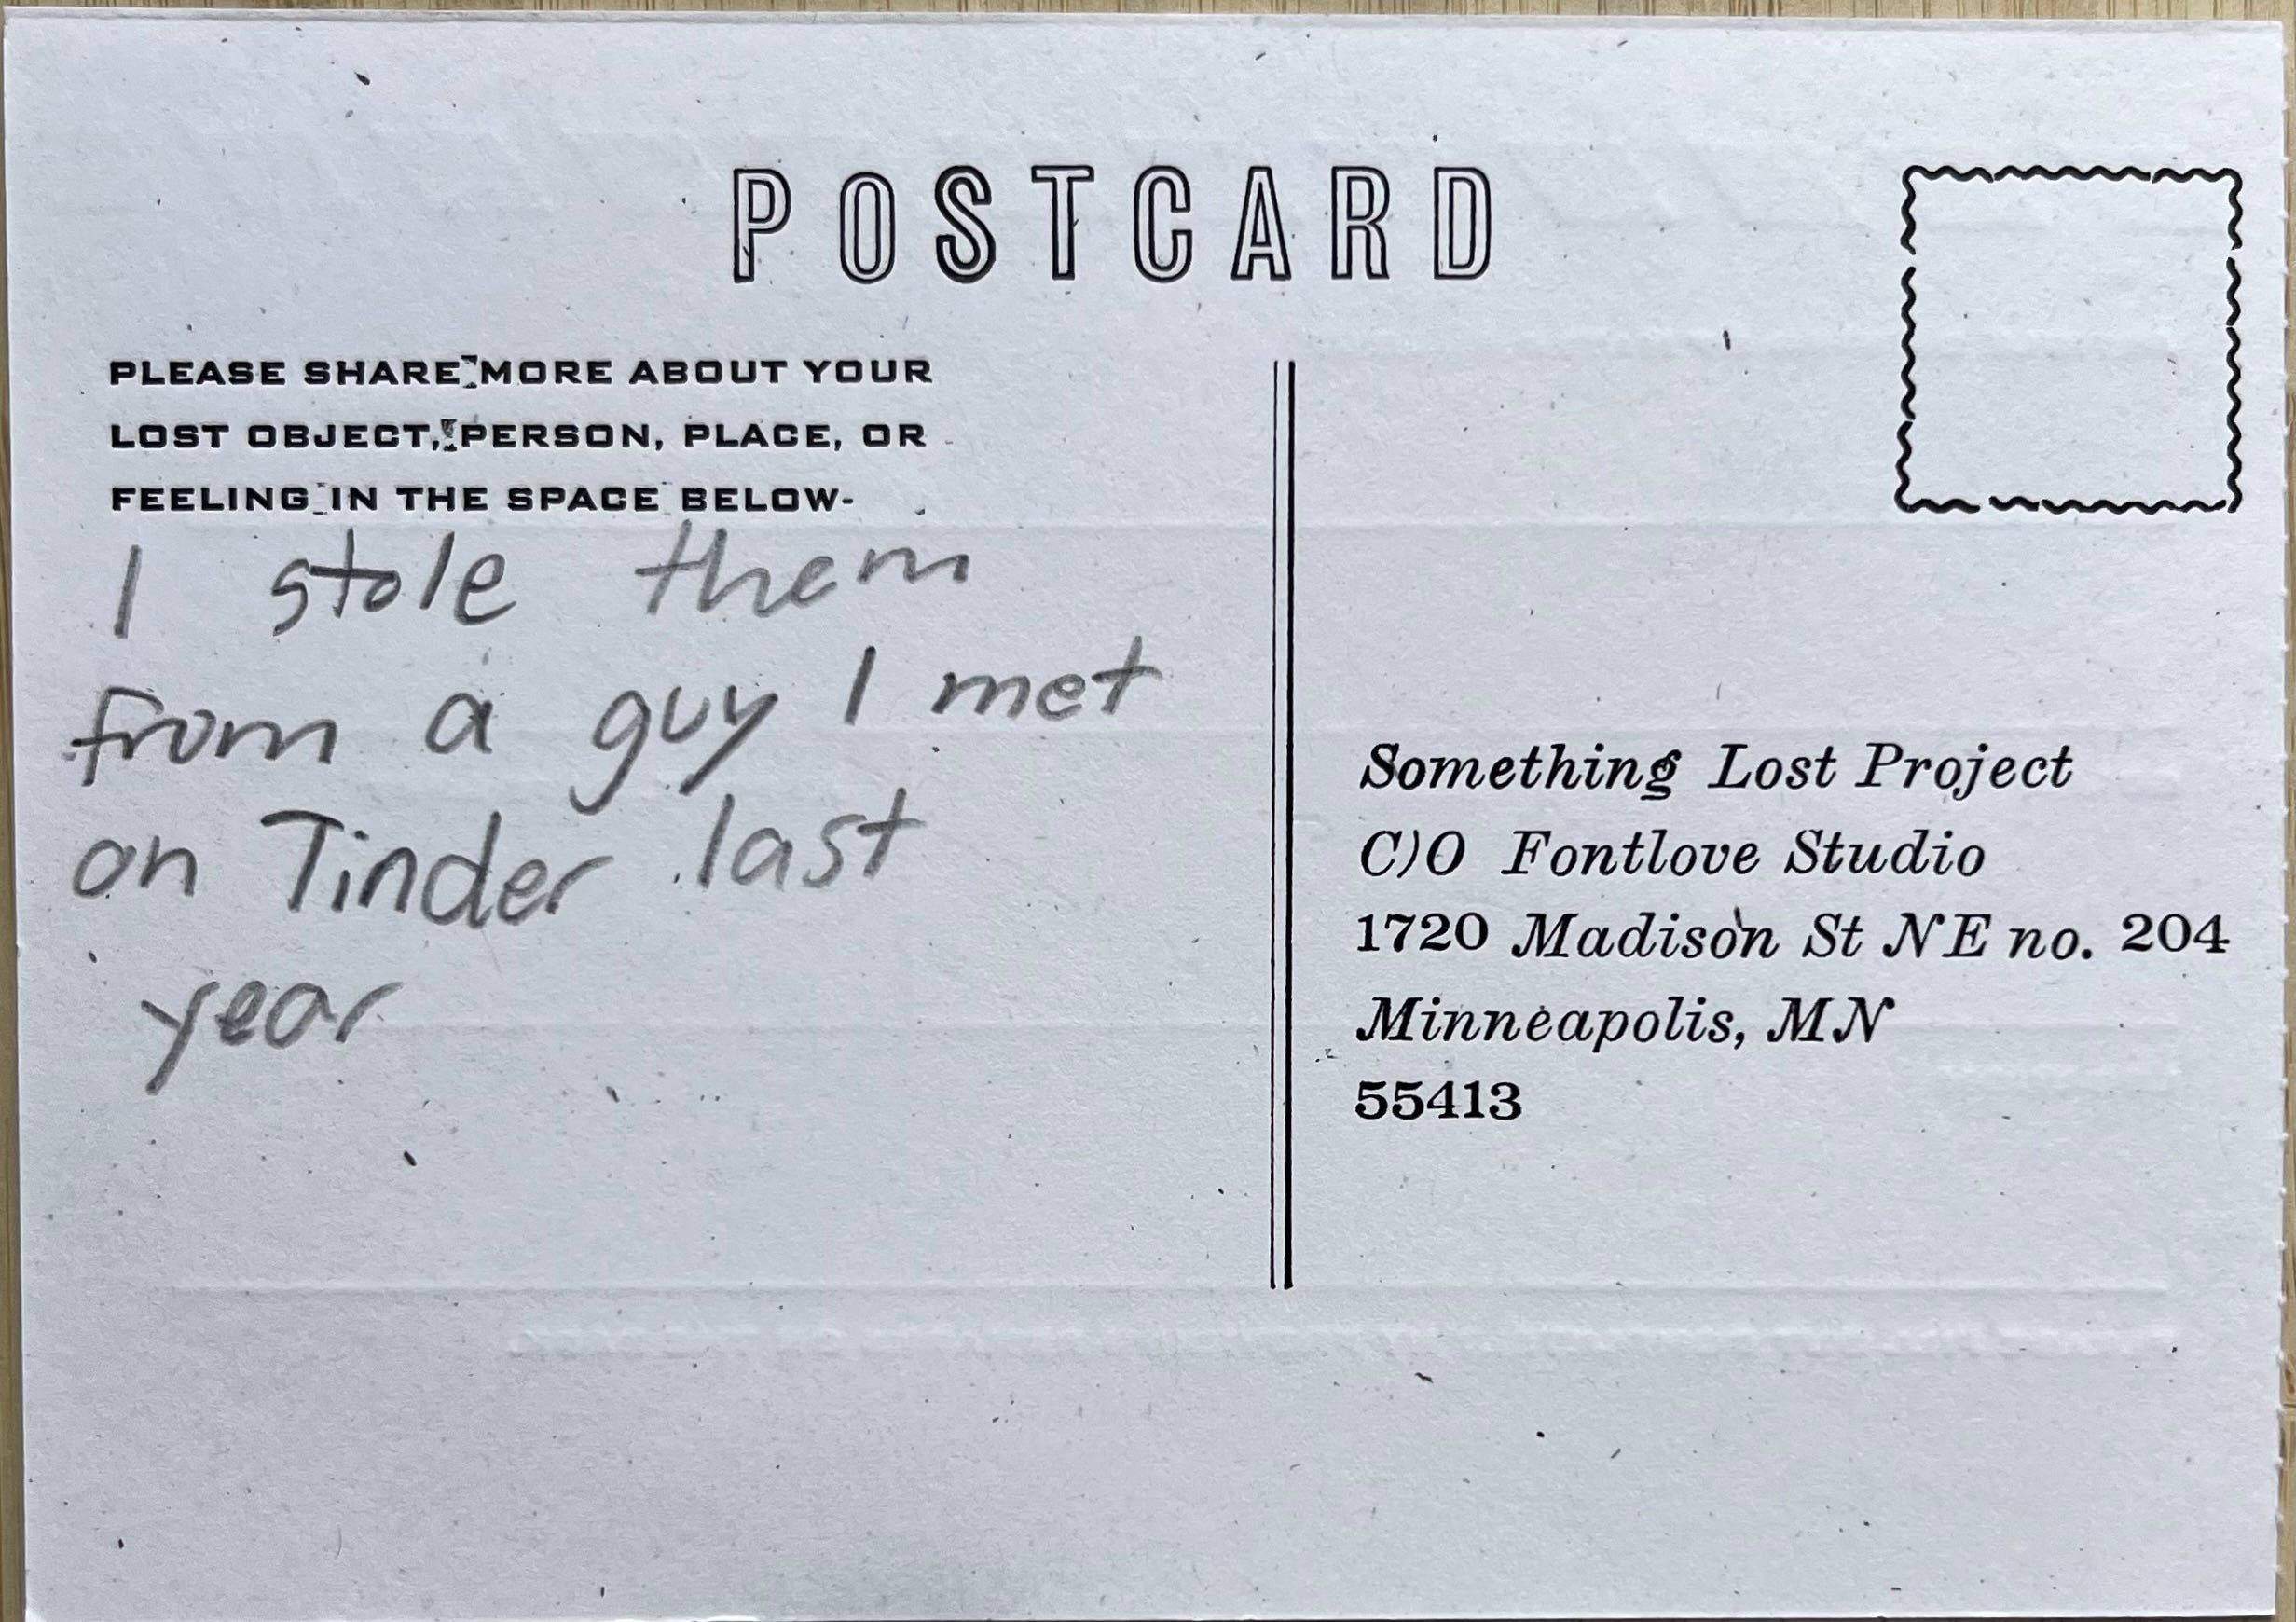 POSTCARD
PLEASE SHARE MORE ABOUT YOUR
LOST OBJECT, PERSON, PLACE, OR
FEELING IN THE SPACE BELOW-
I stole them
from a guy I met
on Tinder last
year
Something Lost Project
C)O Fontlove Studio
1720 Madison St NE no. 204
Minneapolis, MN
55413